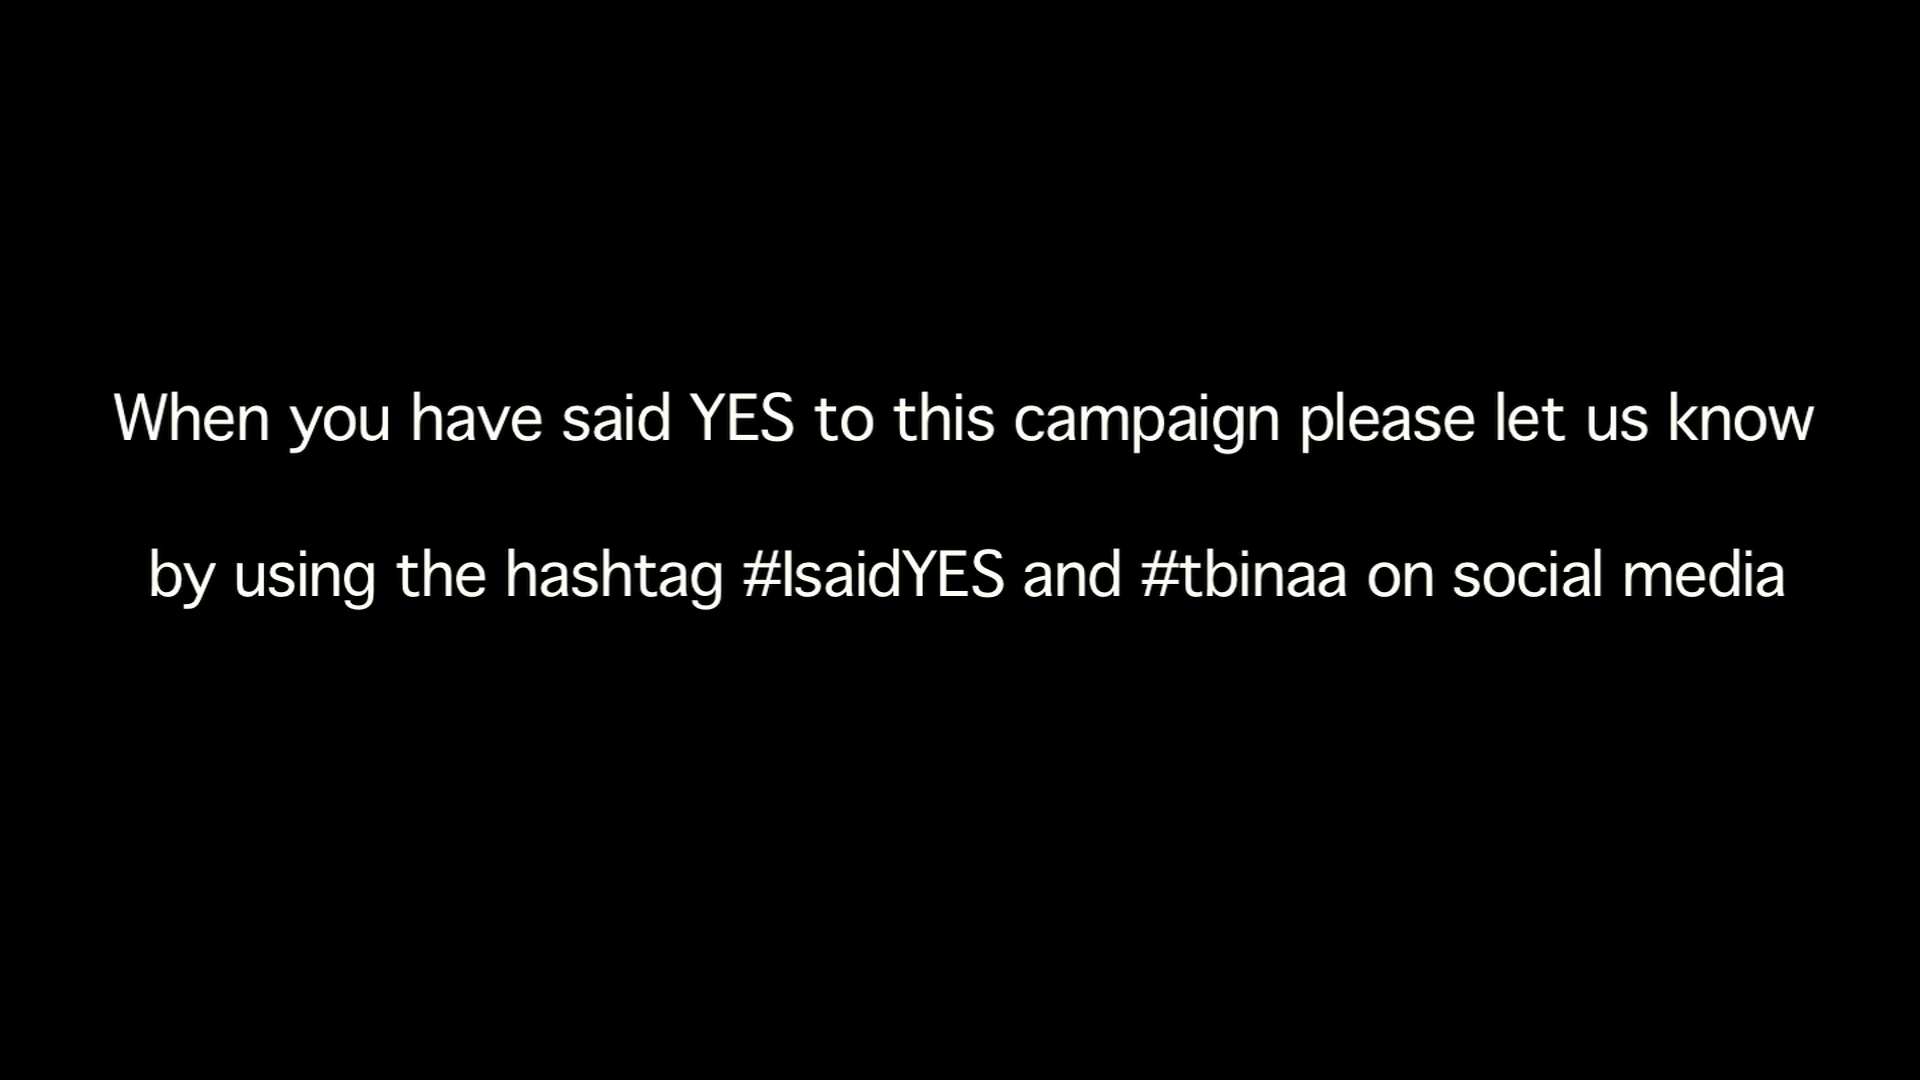 When you have said YES to this campaign please let us know
by using the hashtag #IsaidYES and #tbinaa on social media